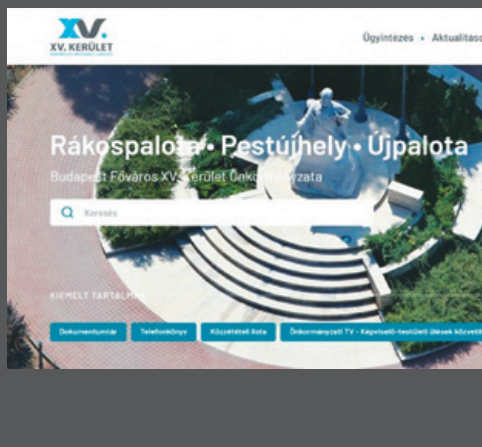 XV.
XV. KERÜLET
Ügyintézés • Aktualitáso
Rákospalota • Pestújhely • Újpalota
Budapest Főváros XV. Kerület Önkormányzata
Keresés
KIEMELT TARTALMA
Dokumentumtár
Telefonkönyv
Közzétételi lista
Önkormányzati TV - Képviselő-testületi ülések közvetít